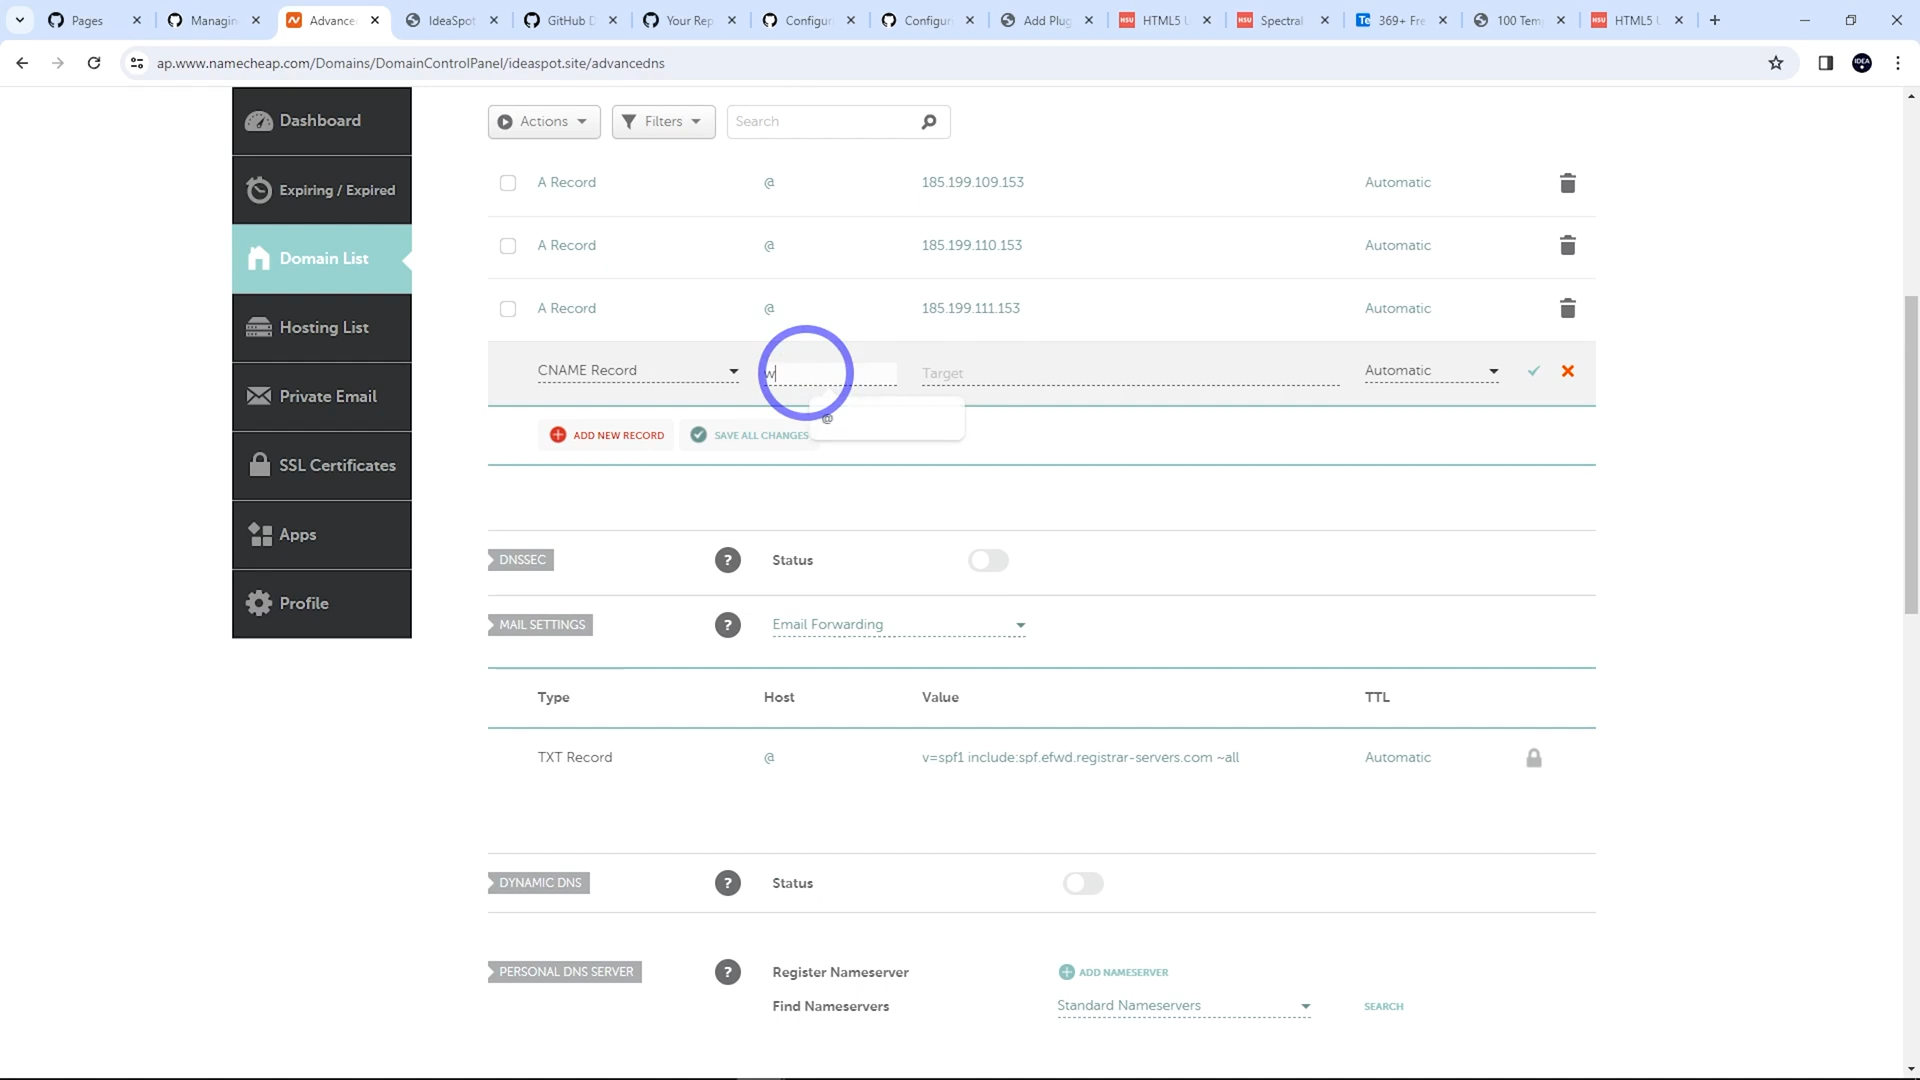 Pages
Managin
Advance
IdeaSpot
GitHub D
Your Rep
Configur
Configur
Add Plug
HTML5 U
Spectral
369+ Fre
100 Tem
HTML5 U
ap.www.namecheap.com/Domains/DomainControlPanel/ideaspot.site/advanceddns
Dashboard
Expiring / Expired
Domain List
Hosting List
Private Email
SSL Certificates
Apps
Profile
Actions
Filters
Search
A Record @ 185.199.109.153 Automatic
A Record @ 185.199.110.153 Automatic
A Record @ 185.199.111.153 Automatic
CNAME Record w Target Automatic
@
ADD NEW RECORD SAVE ALL CHANGES
DNSSEC ? Status
MAIL SETTINGS ? Email Forwarding
Type Host Value TTL
TXT Record @ v=spf1 include:spf.efwd.registrar-servers.com ~all Automatic
DYNAMIC DNS ? Status
PERSONAL DNS SERVER ? Register Nameserver ADD NAMESERVER
Find Nameservers Standard Nameservers SEARCH